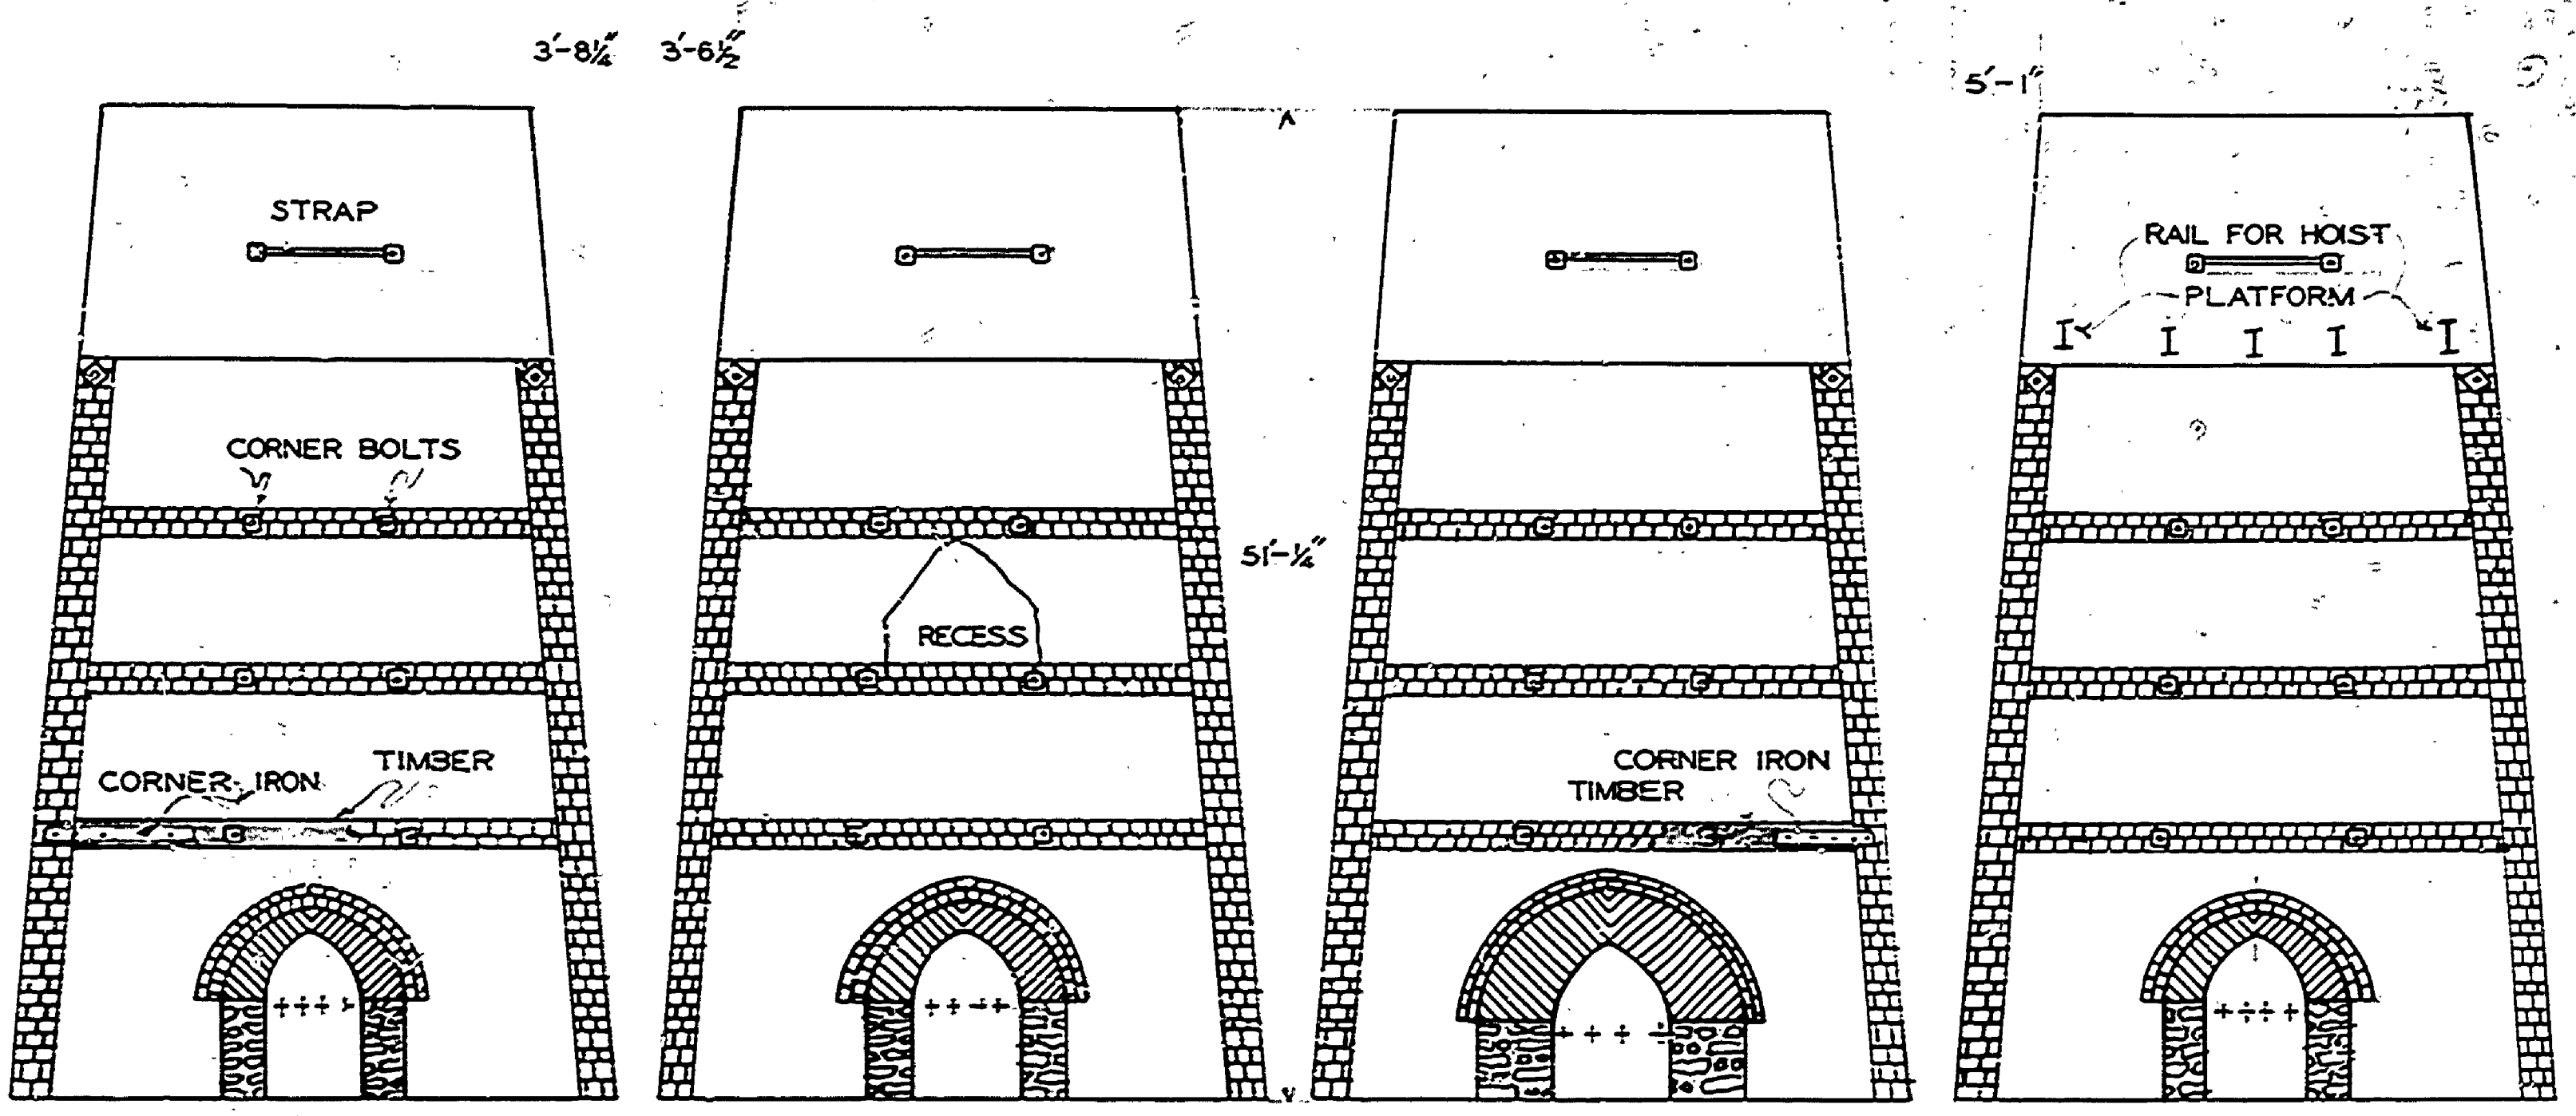 3'-8¼" 3'-6½"
5'-1"
STRAP
RAIL FOR HOIST
PLATFORM
CORNER BOLTS
51'-¼"
RECESS
CORNER IRON
TIMBER
CORNER IRON
TIMBER